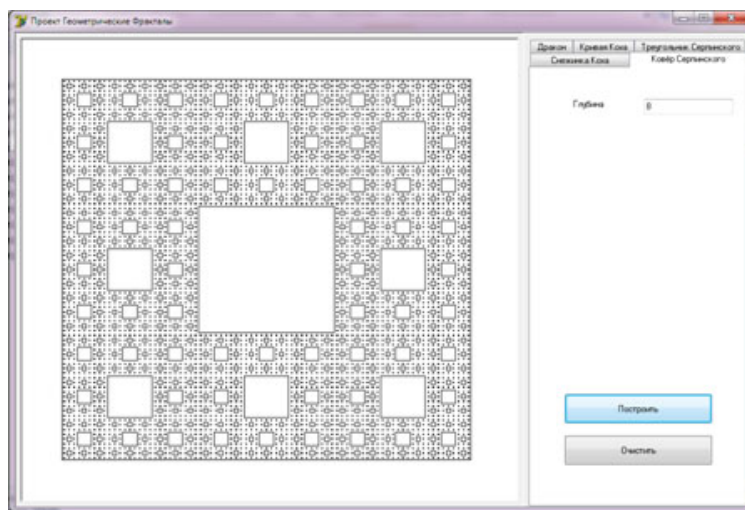 Проект Геометрические Фракталы
Дракон Кривая Коха Треугольник Серпинского
Снежинка Коха Ковёр Серпинского
Глубина 8
Построить
Очистить